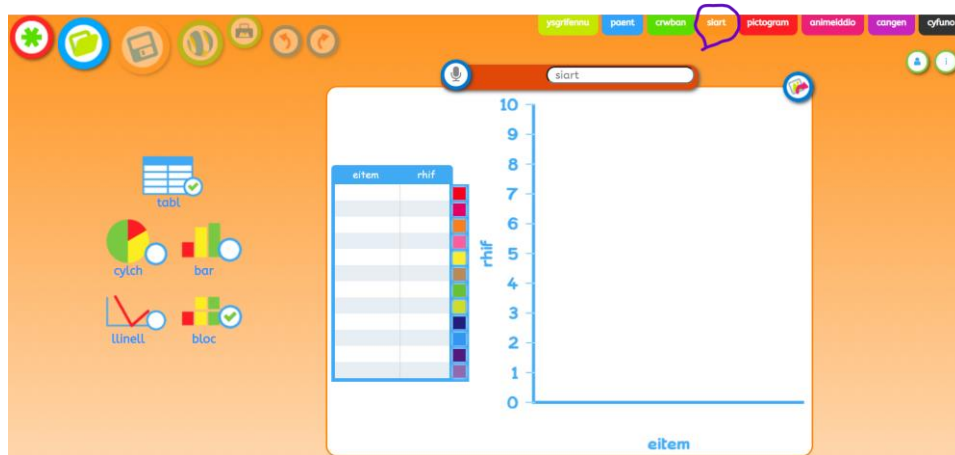 ysgrifennu paent crwban siart pictogram animeiddio cangen cyfuno
siart
eitem rhif
tabl
cylch bar
llinell bloc
10
9
8
7
6
5
4
3
2
1
0
rhif
eitem
i